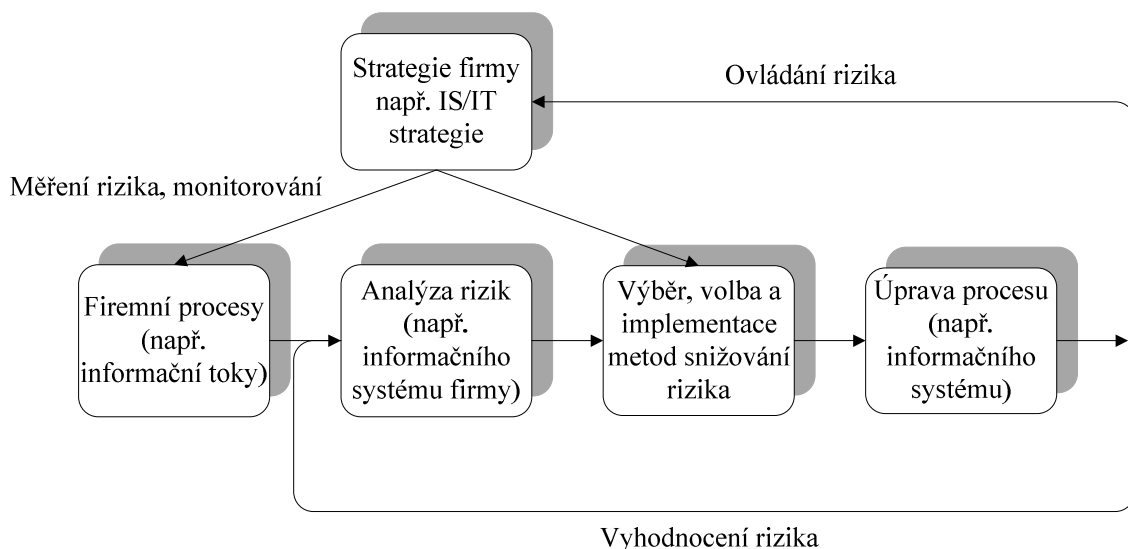 Strategie firmy
např. IS/IT
strategie
Ovládání rizika
Měření rizika, monitorování
Firemní procesy
(např.
informační toky)
Analýza rizik
(např.
informačního
systému firmy)
Výběr, volba a
implementace
metod snižování
rizika
Úprava procesu
(např.
informačního
systému)
Vyhodnocení rizika